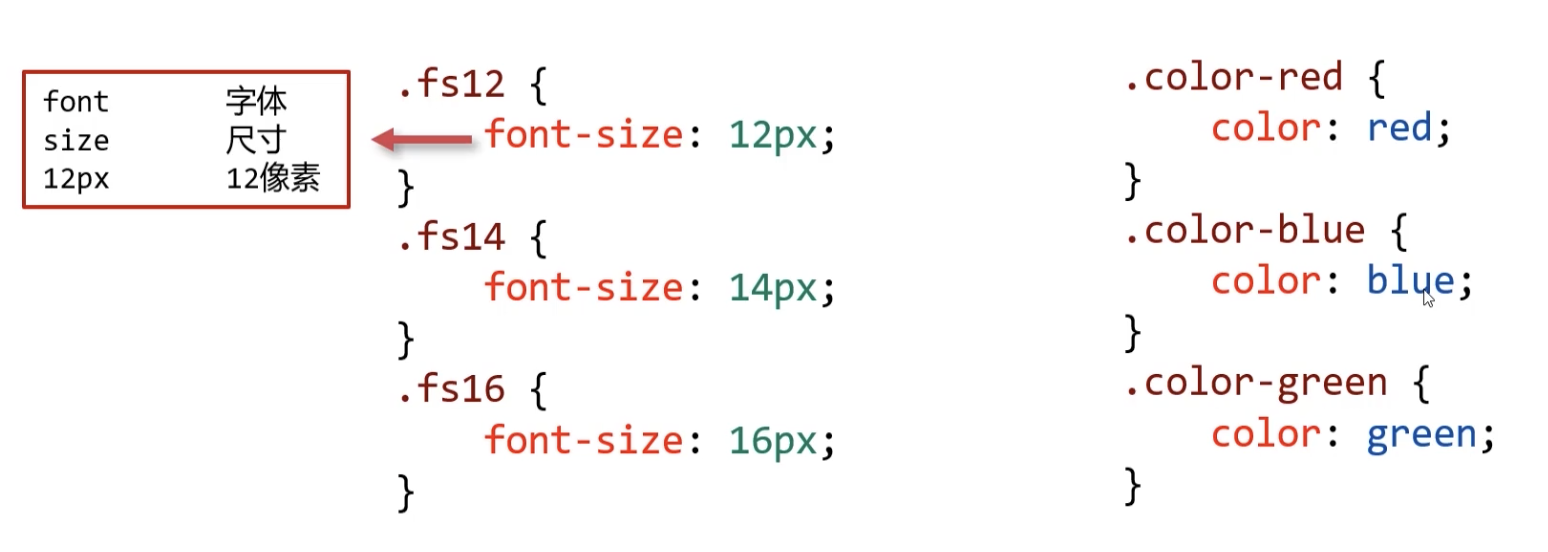 font 字体
size 尺寸
12px 12像素
.fs12 {
font-size: 12px;
}
.fs14 {
font-size: 14px;
}
.fs16 {
font-size: 16px;
}
.color-red {
color: red;
}
.color-blue {
color: blue;
}
.color-green {
color: green;
}